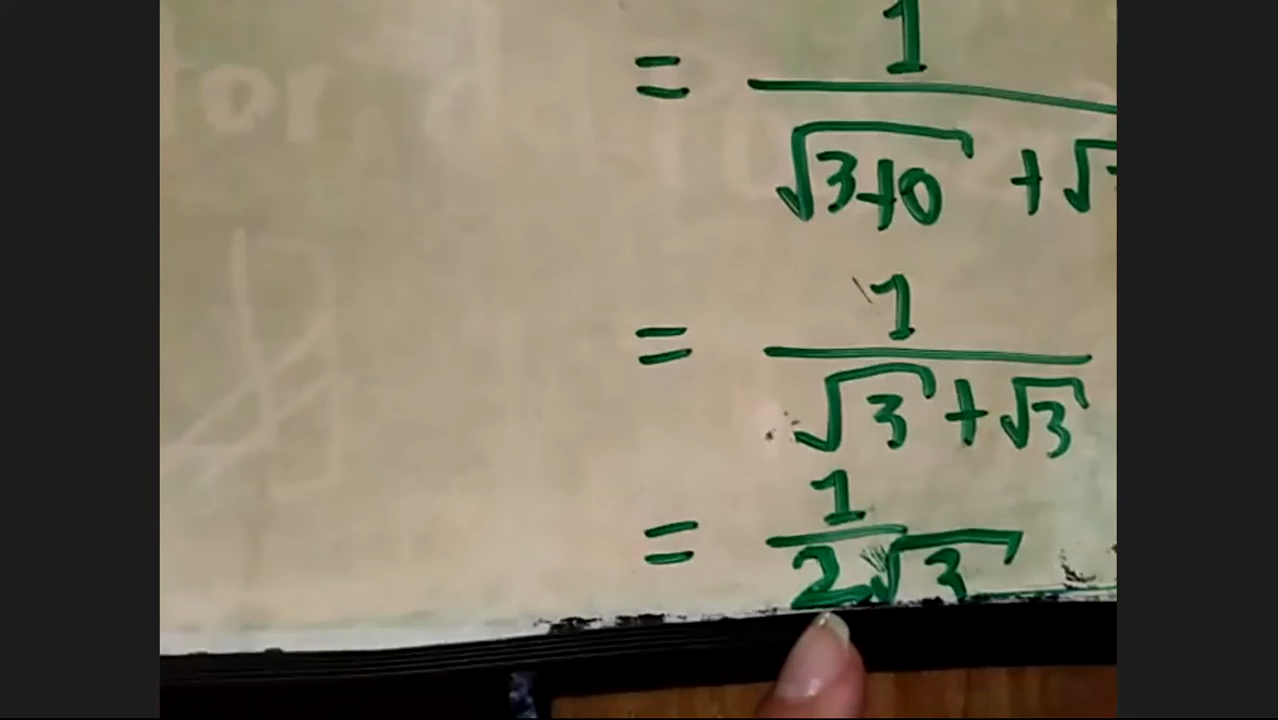 = 1 / √3+0 + √
= 1 / √3 + √3
= 1 / 2√3